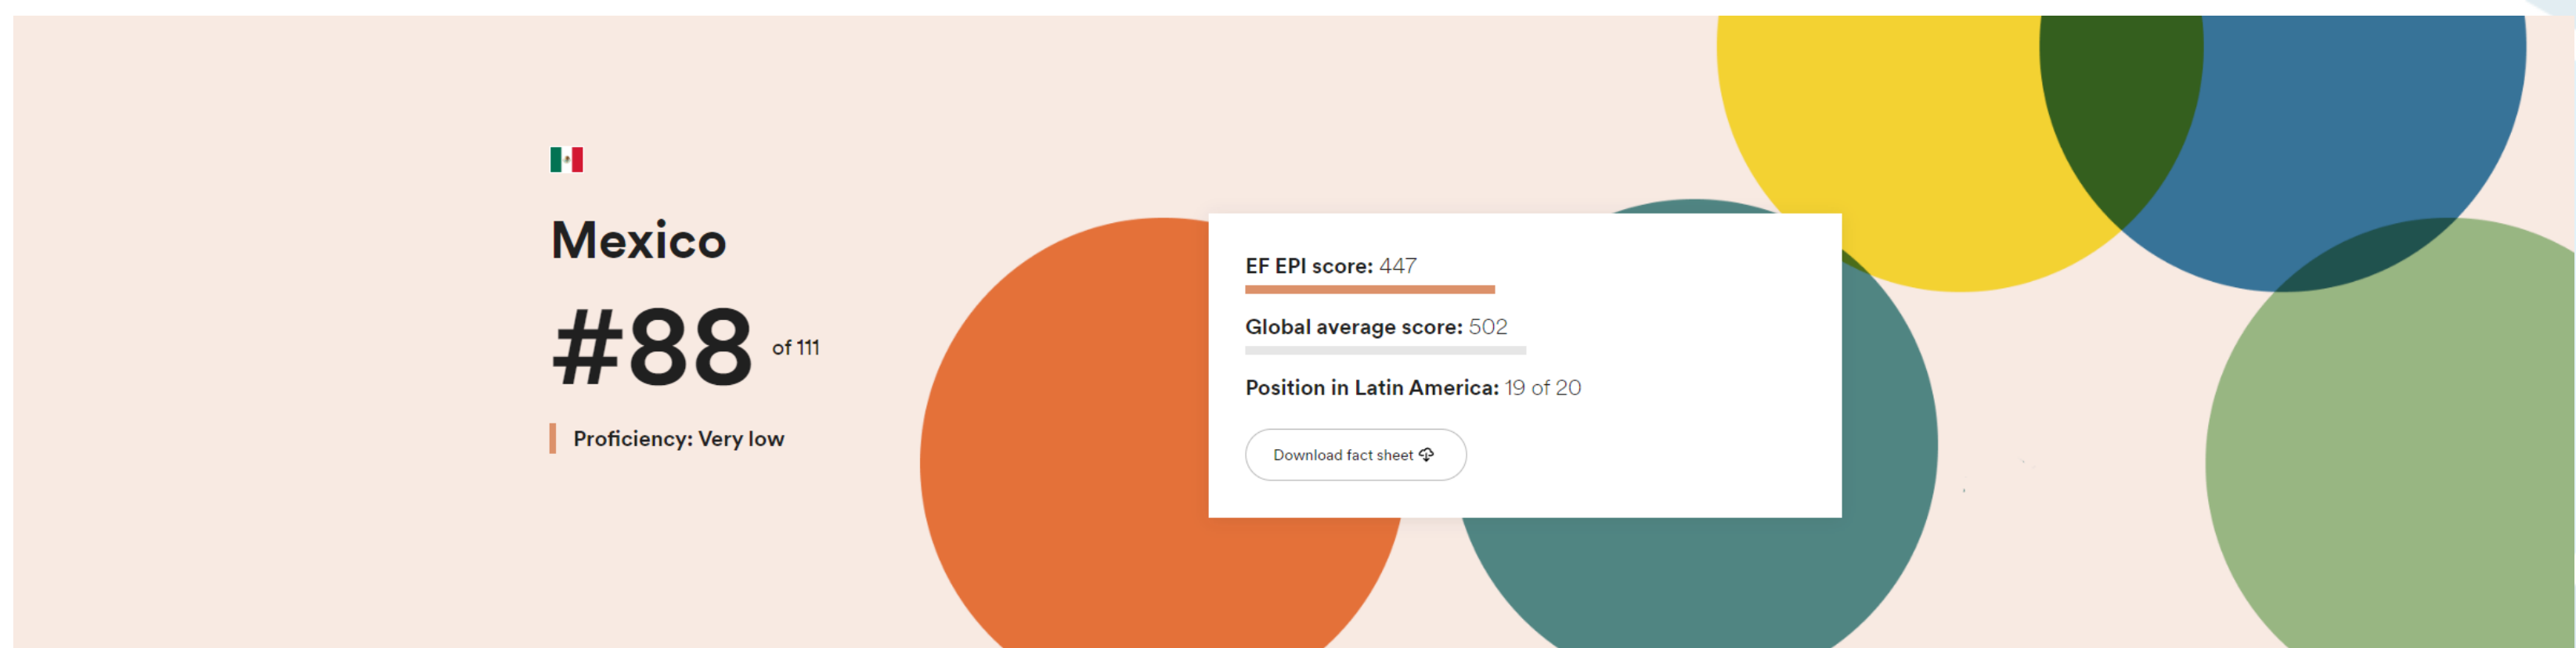 Mexico
#88 of 111
Proficiency: Very low
EF EPI score: 447
Global average score: 502
Position in Latin America: 19 of 20
Download fact sheet